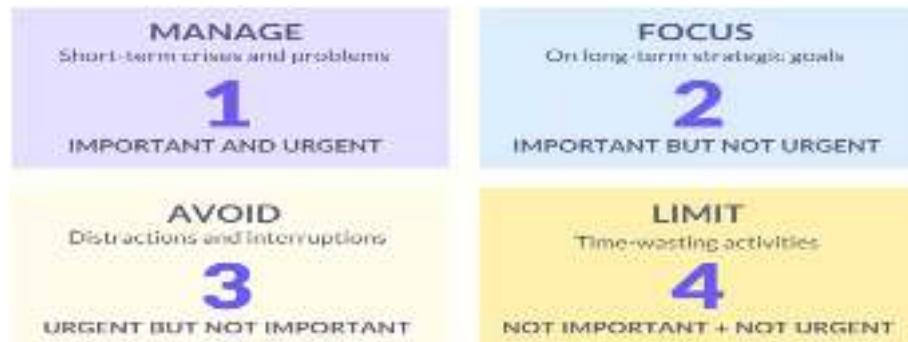 MANAGE
Short-term crises and problems
1
IMPORTANT AND URGENT
FOCUS
On long-term strategic goals
2
IMPORTANT BUT NOT URGENT
AVOID
Distractions and interruptions
3
URGENT BUT NOT IMPORTANT
LIMIT
Time-wasting activities
4
NOT IMPORTANT + NOT URGENT